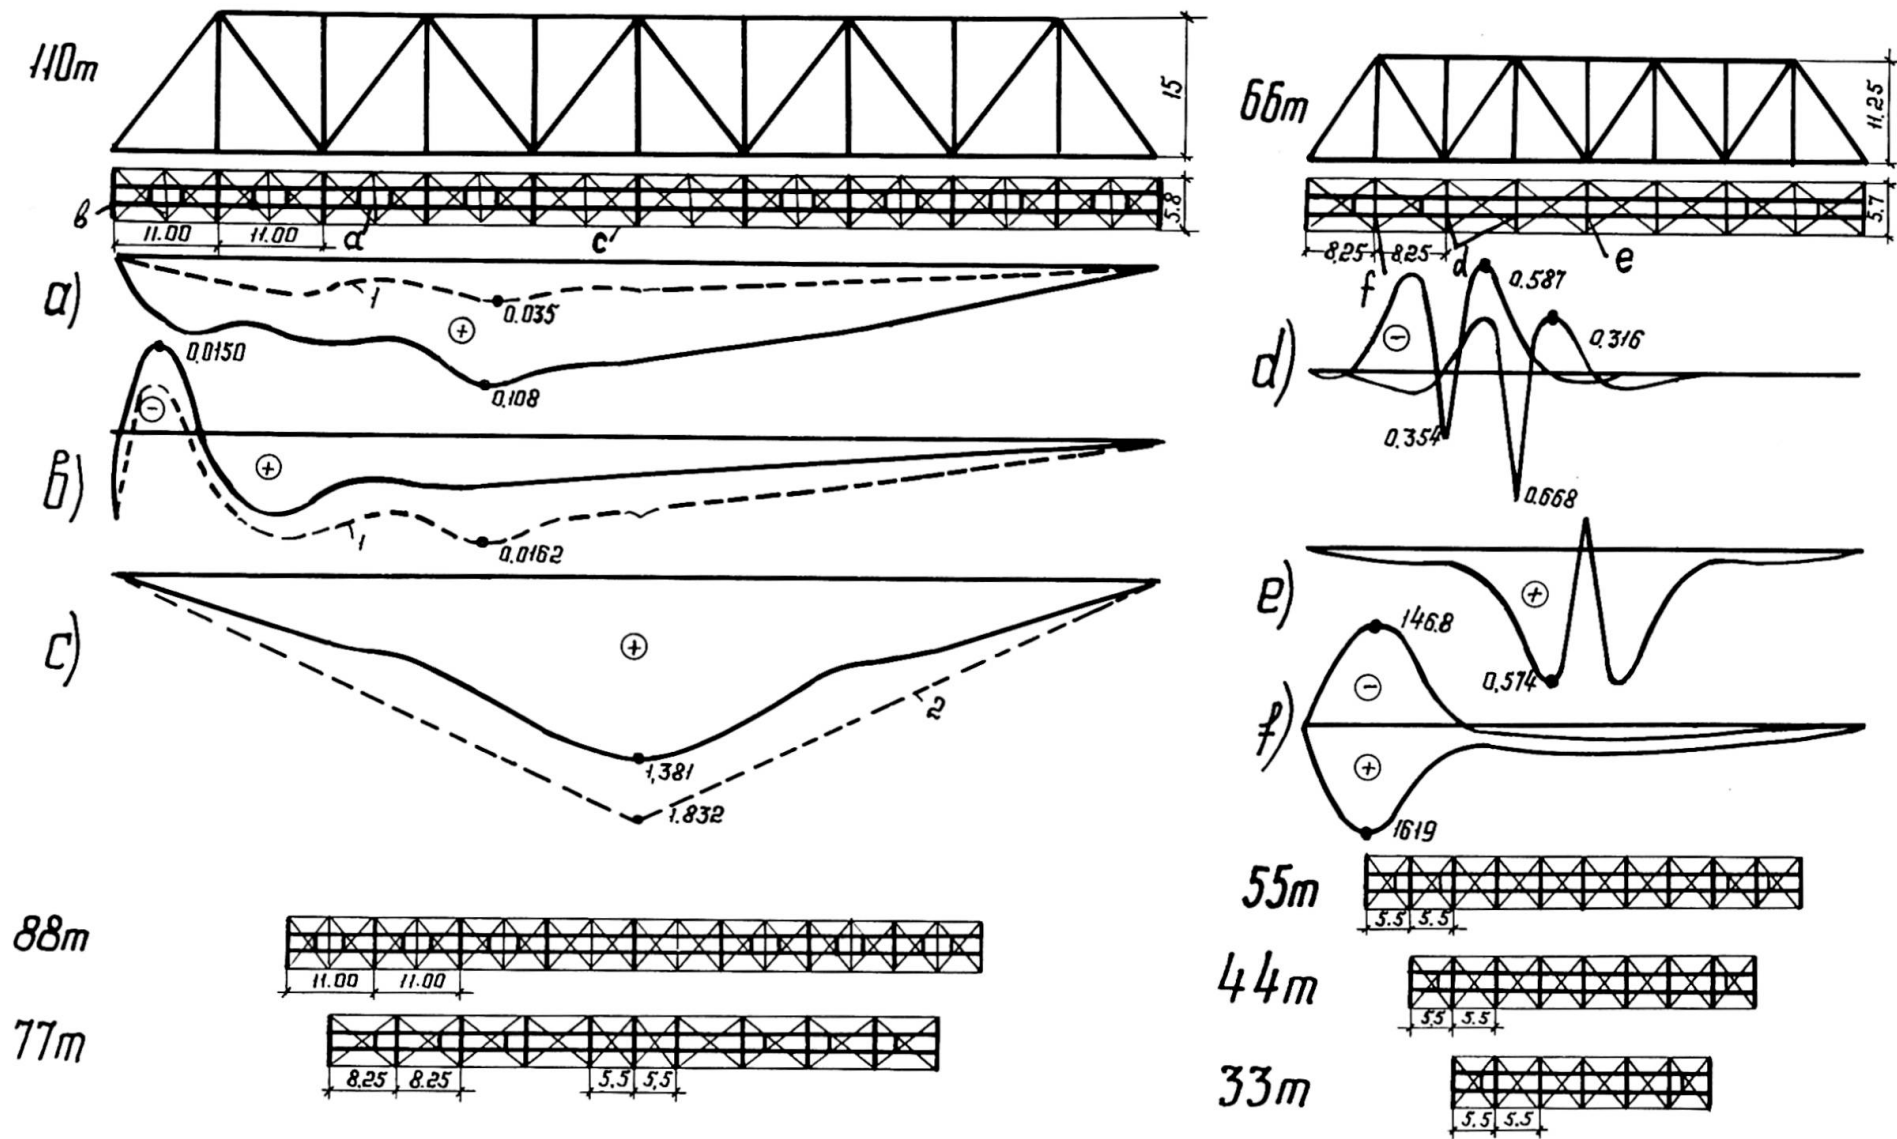 110m
15
в
11.00
11.00
a
c'
5.8
a)
1
0.035
0.108
0,0150
в)
1
0,0162
c)
2
1,381
1.832
88m
11.00
11.00
77m
8.25
8.25
5.5
5,5
66m
11.25
5.7
8,25
8,25
f
d
e
d)
0.587
0.316
0.354
0.668
e)
0,574
f)
146.8
1619
55m
5.5
5.5
44m
5,5
5.5
33m
5.5
5.5